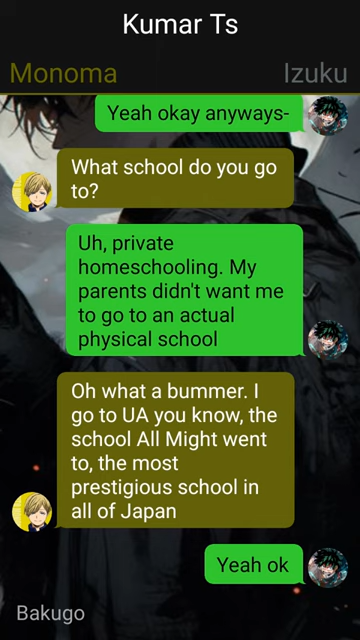 Kumar Ts
Monoma
Izuku
Yeah okay anyways-
What school do you go
to?
Uh, private
homeschooling. My
parents didn't want me
to go to an actual
physical school
Oh what a bummer. I
go to UA you know, the
school All Might went
to, the most
prestigious school in
all of Japan
Yeah ok
Bakugo